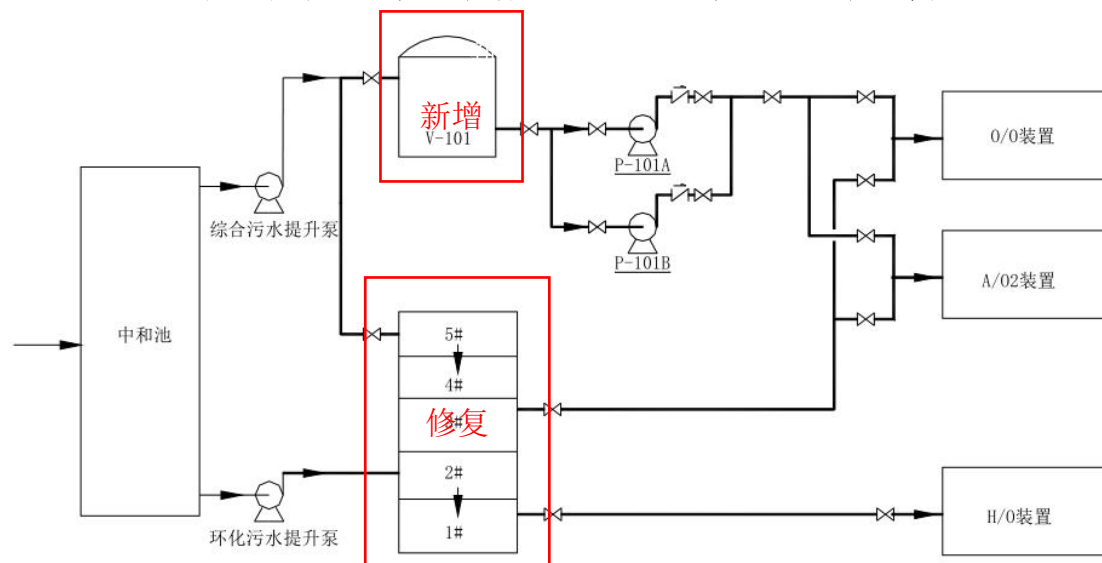 新增
V-101
O/O装置
P-101A
综合污水提升泵
P-101B
A/O2装置
中和池
5#
4#
修复
2#
1#
环化污水提升泵
H/O装置